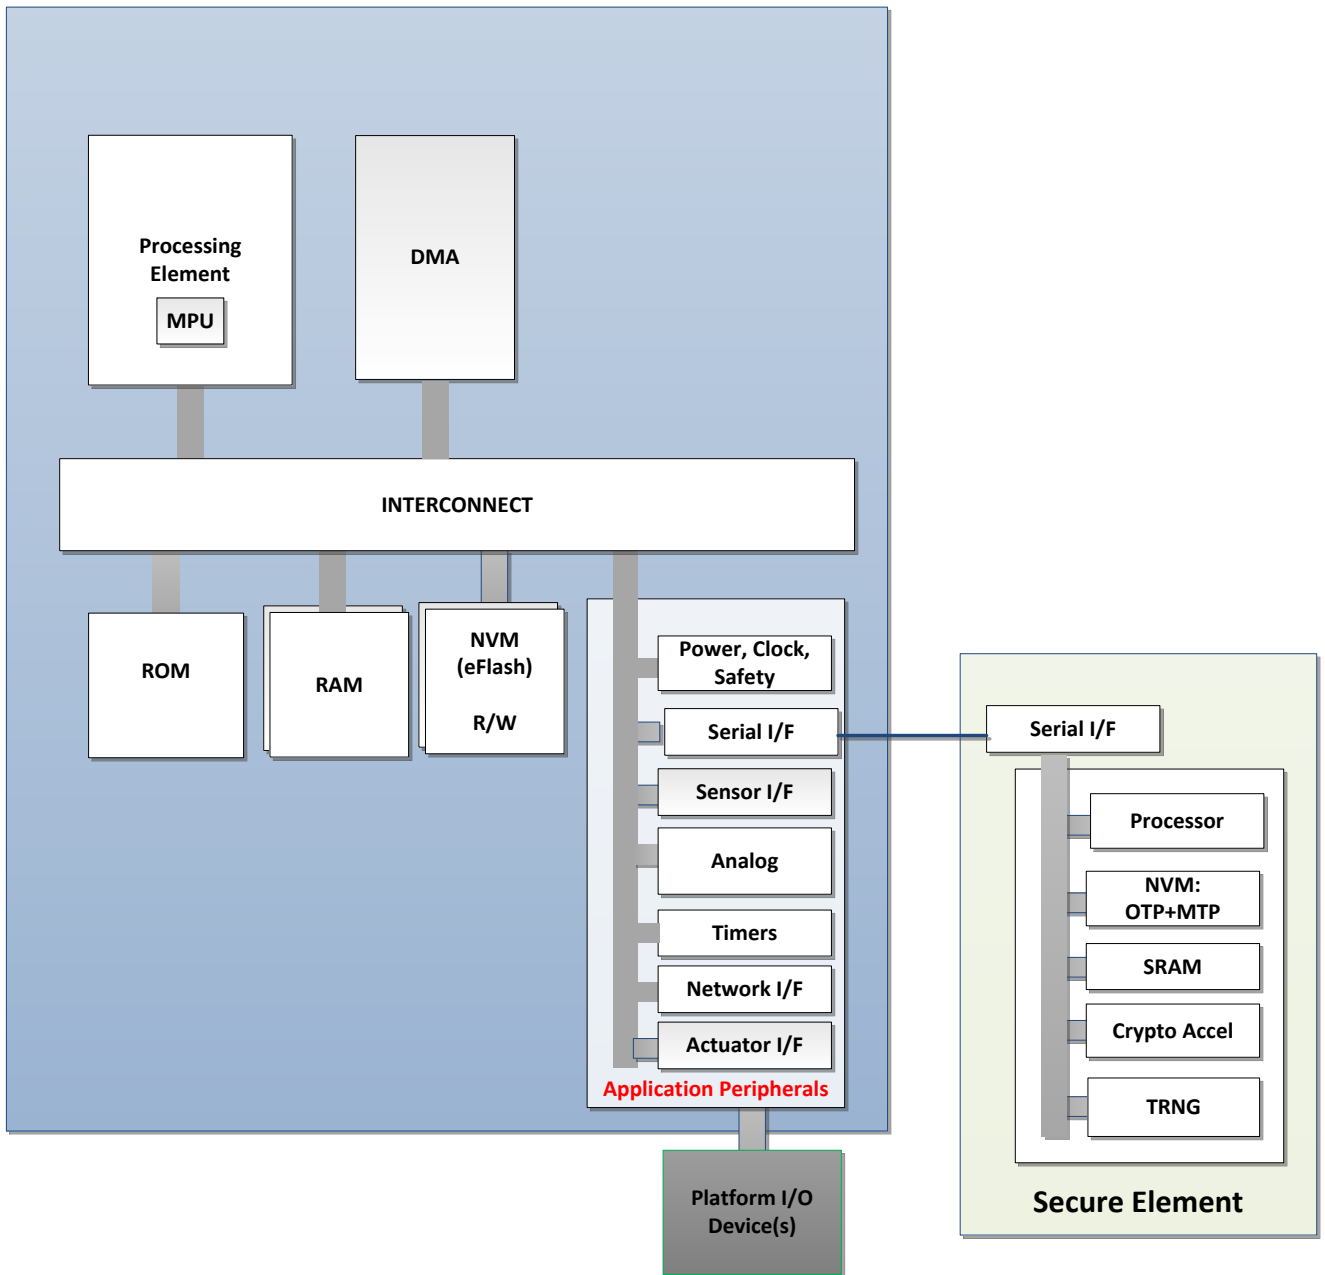 Processing
Element
MPU
DMA
INTERCONNECT
ROM
RAM
NVM
(eFlash)
R/W
Power, Clock,
Safety
Serial I/F
Sensor I/F
Analog
Timers
Network I/F
Actuator I/F
Application Peripherals
Platform I/O
Device(s)
Serial I/F
Processor
NVM:
OTP+MTP
SRAM
Crypto Accel
TRNG
Secure Element